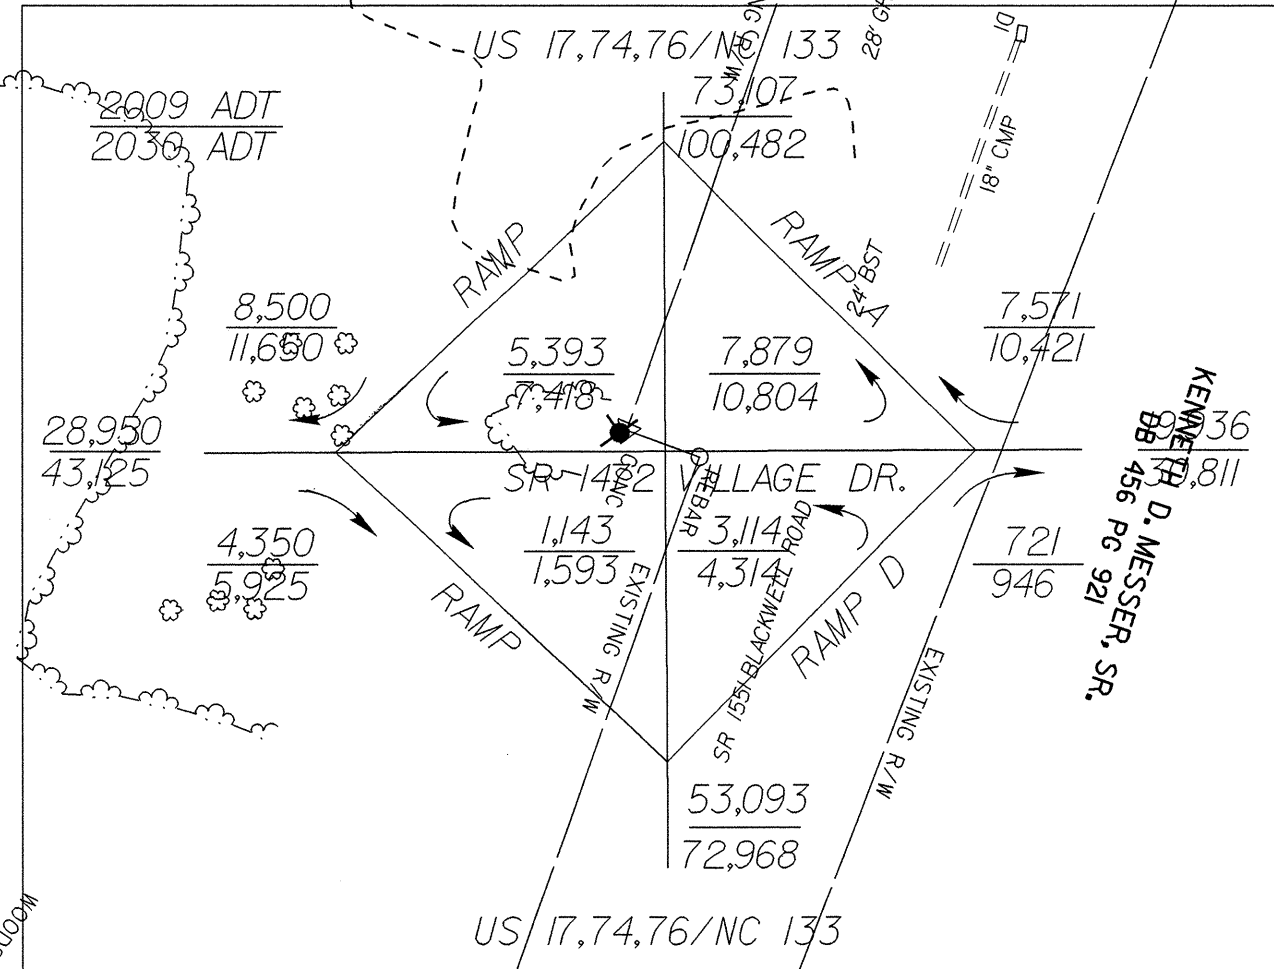 US 17,74,76/NC 133
28' GR
DI
2009 ADT
2030 ADT
73,107
100,482
18" CMP
RAMP
RAMP A
24' BST
8,500
11,650
5,393
7,418
7,879
10,804
7,571
10,421
28,950
43,125
SR 1472 VILLAGE DR.
CONC
REBAR
KENNETH D. MESSER, SR.
DB 456 PG 921
4,350
5,925
1,143
1,593
3,114
4,314
721
946
RAMP
RAMP D
EXISTING R/W
SR 1551 BLACKWELL ROAD
EXISTING R/W
53,093
72,968
US 17,74,76/NC 133